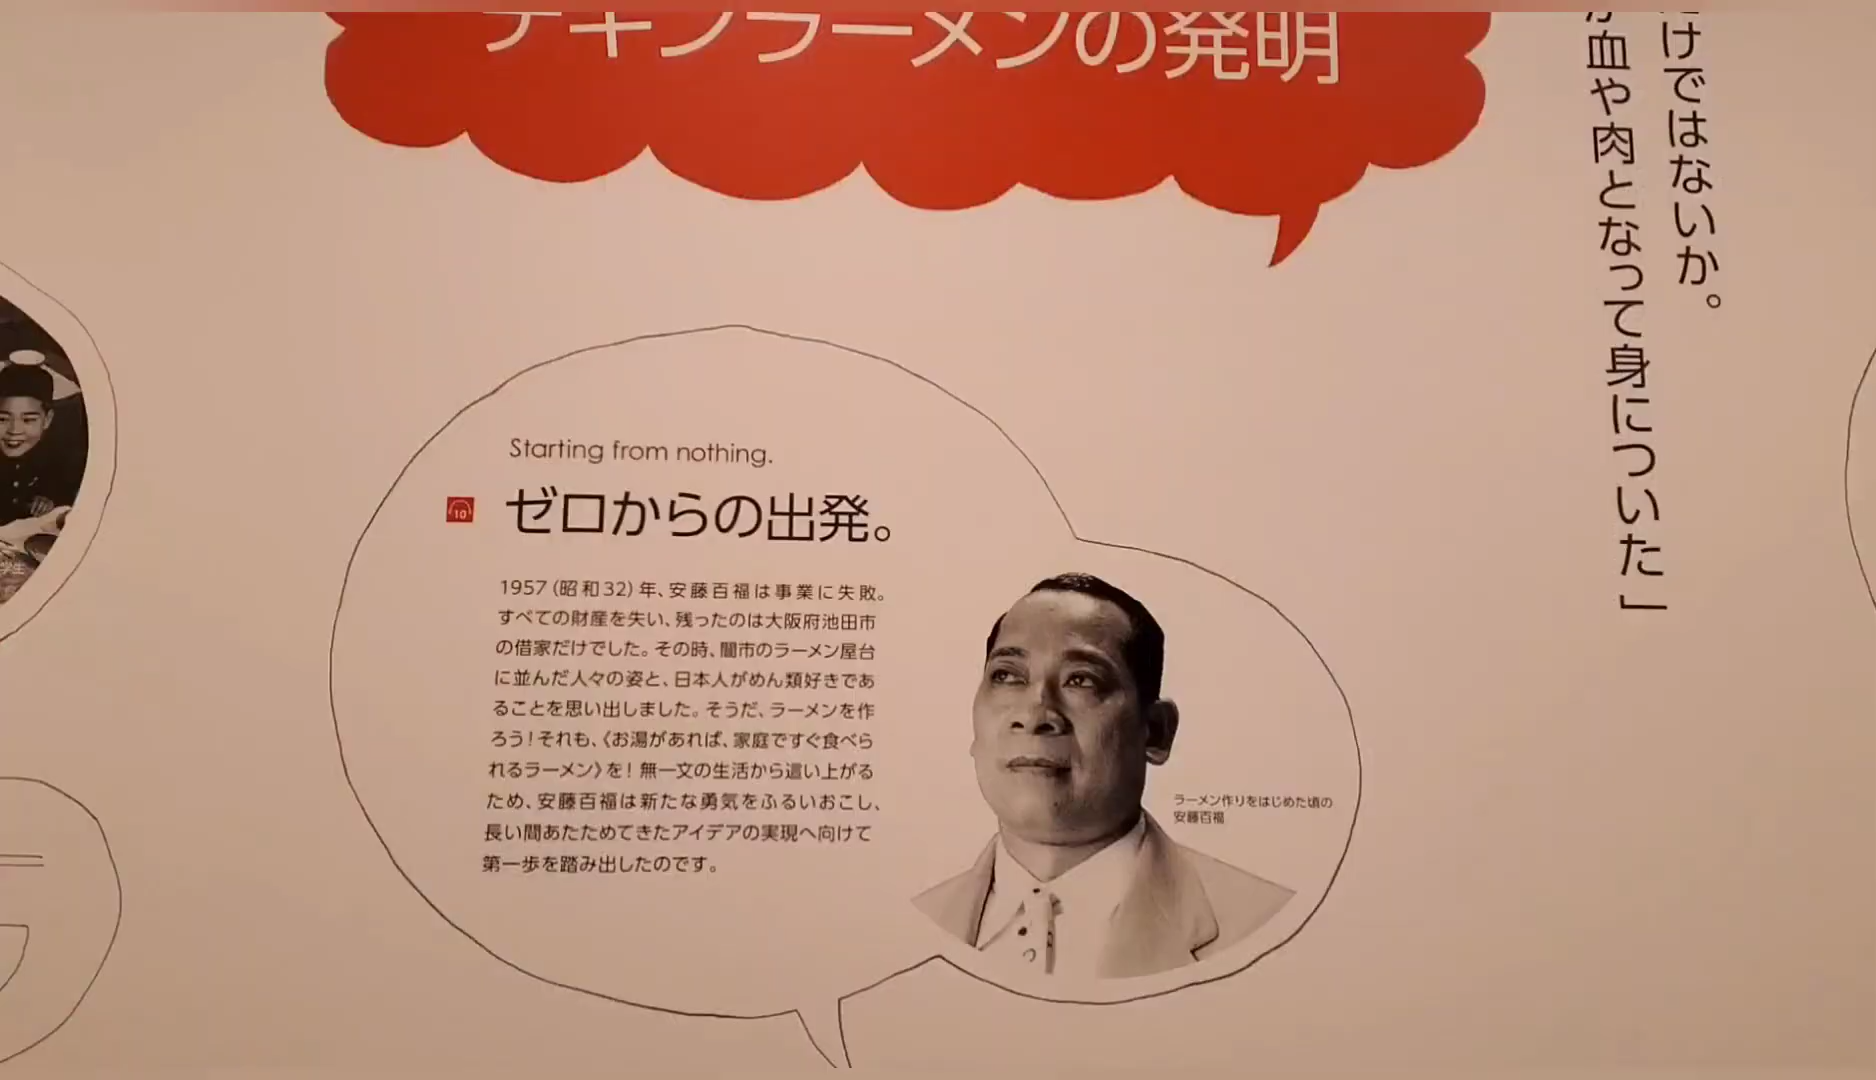 チキンラーメンの発明
けではないか。
血や肉となって身についた」
Starting from nothing.
10
ゼロからの出発。
1957(昭和32)年、安藤百福は事業に失敗。
すべての財産を失い、残ったのは大阪府池田市
の借家だけでした。その時、闇市のラーメン屋台
に並んだ人々の姿と、日本人がめん類好きであ
ることを思い出しました。そうだ、ラーメンを作
ろう!それも、《お湯があれば、家庭ですぐ食べら
れるラーメン》を!無一文の生活から這い上がる
ため、安藤百福は新たな勇気をふるいおこし、
長い間あたためてきたアイデアの実現へ向けて
第一歩を踏み出したのです。
ラーメン作りをはじめた頃の
安藤百福
学生